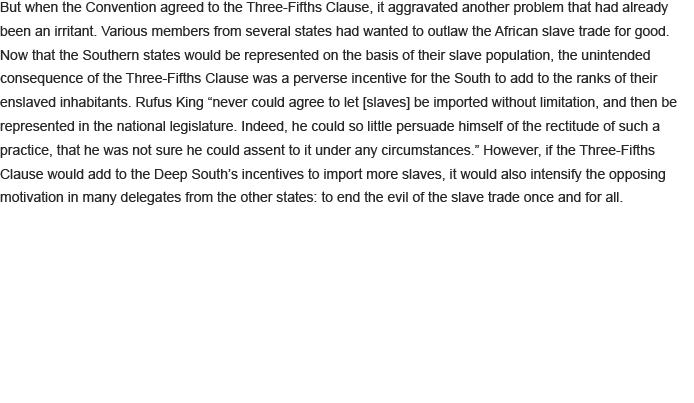 But when the Convention agreed to the Three-Fifths Clause, it aggravated another problem that had already
been an irritant. Various members from several states had wanted to outlaw the African slave trade for good.
Now that the Southern states would be represented on the basis of their slave population, the unintended
consequence of the Three-Fifths Clause was a perverse incentive for the South to add to the ranks of their
enslaved inhabitants. Rufus King “never could agree to let [slaves] be imported without limitation, and then be
represented in the national legislature. Indeed, he could so little persuade himself of the rectitude of such a
practice, that he was not sure he could assent to it under any circumstances.” However, if the Three-Fifths
Clause would add to the Deep South’s incentives to import more slaves, it would also intensify the opposing
motivation in many delegates from the other states: to end the evil of the slave trade once and for all.